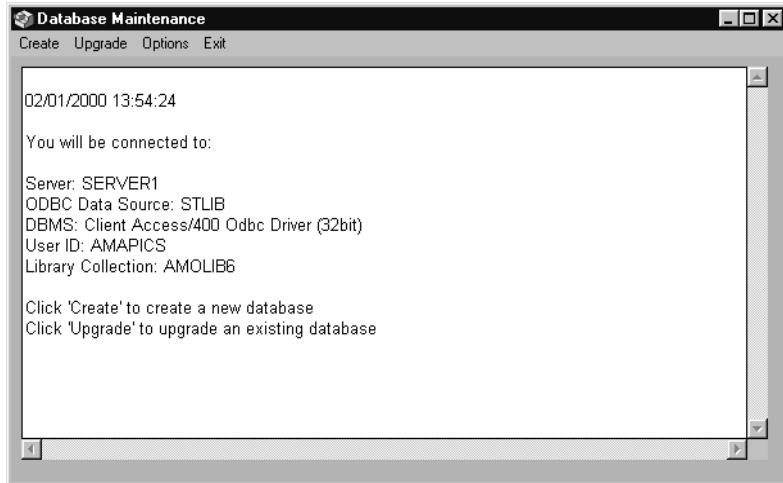 Database Maintenance
Create Upgrade Options Exit
02/01/2000 13:54:24
You will be connected to:
Server: SERVER1
ODBC Data Source: STLIB
DBMS: Client Access/400 Odbc Driver (32bit)
User ID: AMAPICS
Library Collection: AMOLIB6
Click 'Create' to create a new database
Click 'Upgrade' to upgrade an existing database